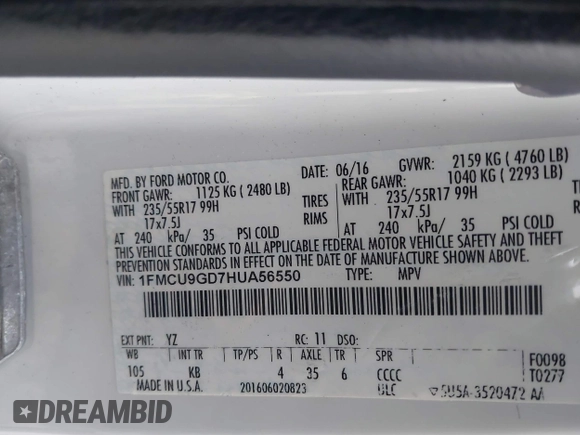 MFD. BY FORD MOTOR CO.
DATE: 06/16 GVWR: 2159 KG ( 4760 LB)
FRONT GAWR: 1125 KG ( 2480 LB) REAR GAWR: 1040 KG ( 2293 LB)
WITH 235/55R17 99H TIRES WITH 235/55R17 99H
17x7.5J RIMS 17x7.5J
AT 240 kPa/ 35 PSI COLD AT 240 kPa/ 35 PSI COLD
THIS VEHICLE CONFORMS TO ALL APPLICABLE FEDERAL MOTOR VEHICLE SAFETY AND THEFT
PREVENTION STANDARDS IN EFFECT ON THE DATE OF MANUFACTURE SHOWN ABOVE.
VIN: 1FMCU9GD7HUA56550 TYPE: MPV
EXT PNT: YZ RC: 11 DSO:
WB INT TR TP/PS R AXLE TR SPR F0098
105 KB 4 35 6 CCCC T0277
MADE IN U.S.A. 201606020823 ULC 5U5A-3520472 AA
DREAMBID